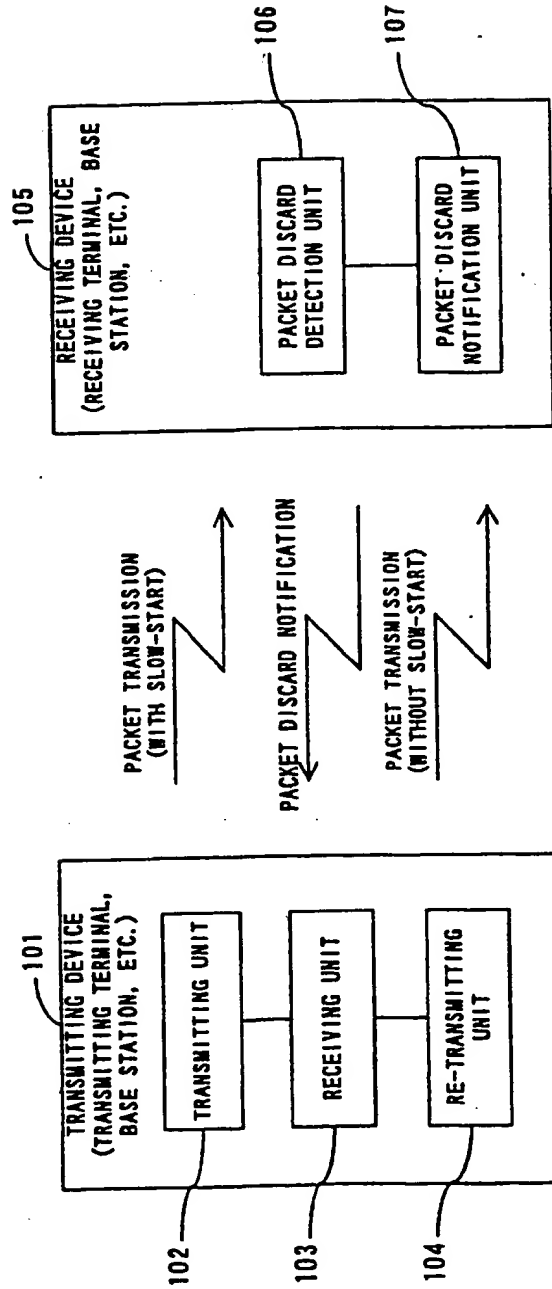 101
TRANSMITTING DEVICE
(TRANSMITTING TERMINAL,
BASE STATION, ETC.)
TRANSMITTING UNIT
102
RECEIVING UNIT
103
RE-TRANSMITTING
UNIT
104
PACKET TRANSMISSION
(WITH SLOW-START)
PACKET DISCARD NOTIFICATION
PACKET TRANSMISSION
(WITHOUT SLOW-START)
105
RECEIVING DEVICE
(RECEIVING TERMINAL, BASE
STATION, ETC.)
PACKET DISCARD
DETECTION UNIT
106
PACKET DISCARD
NOTIFICATION UNIT
107